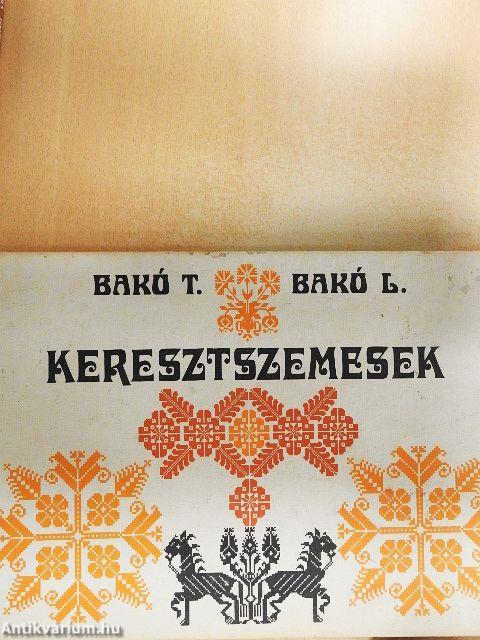 BAKÓ T. BAKÓ L.
KERESZTSZEMESEK
Antikvarium.hu